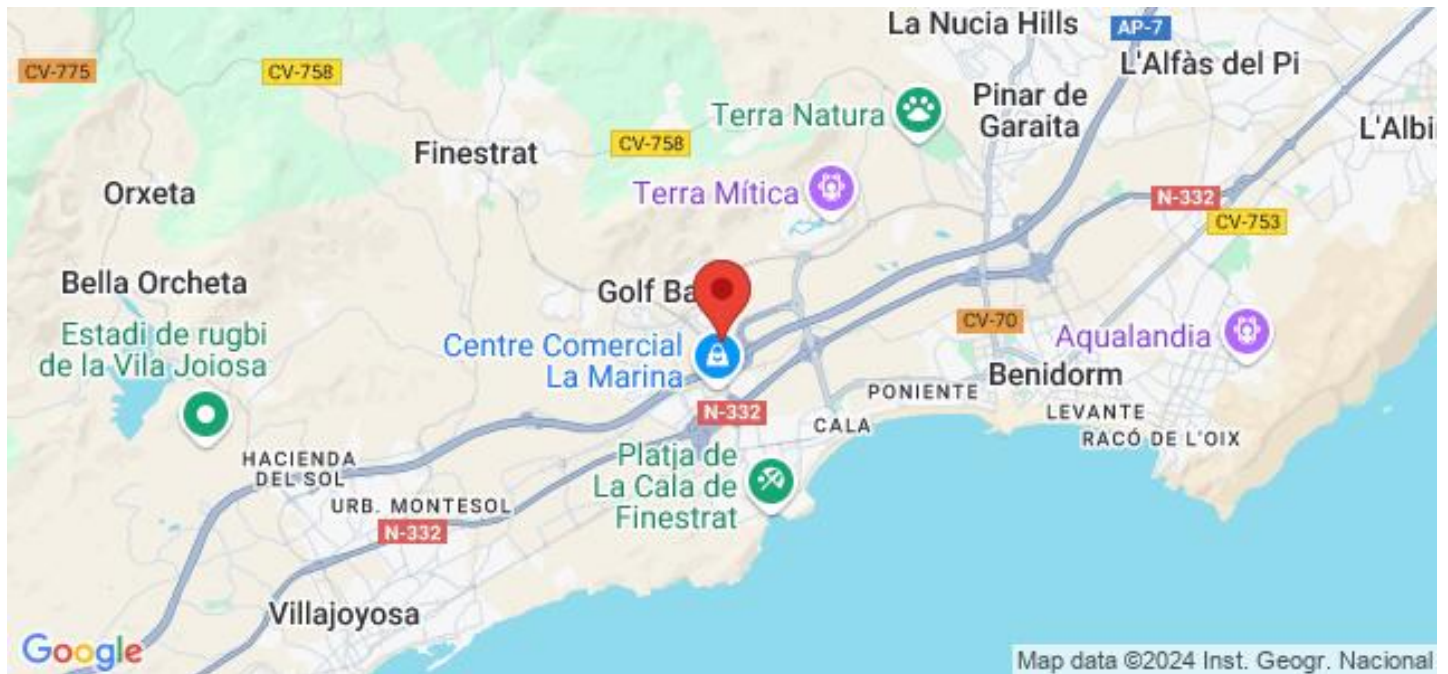 La Nucia Hills
AP-7
CV-775
CV-758
L'Alfàs del Pi
Terra Natura
Pinar de
Garaita
L'Albi
Finestrat
CV-758
Orxeta
Terra Mítica
N-332
CV-753
Bella Orcheta
Golf Ba
Estadi de rugbi
de la Vila Joiosa
CV-70
Aqualandia
Centre Comercial
La Marina
Benidorm
PONIENTE
N-332
CALA
LEVANTE
RACÓ DE L'OIX
HACIENDA
DEL SOL
Platja de
La Cala de
Finestrat
URB. MONTESOL
N-332
Villajoyosa
Google
Map data ©2024 Inst. Geogr. Nacional